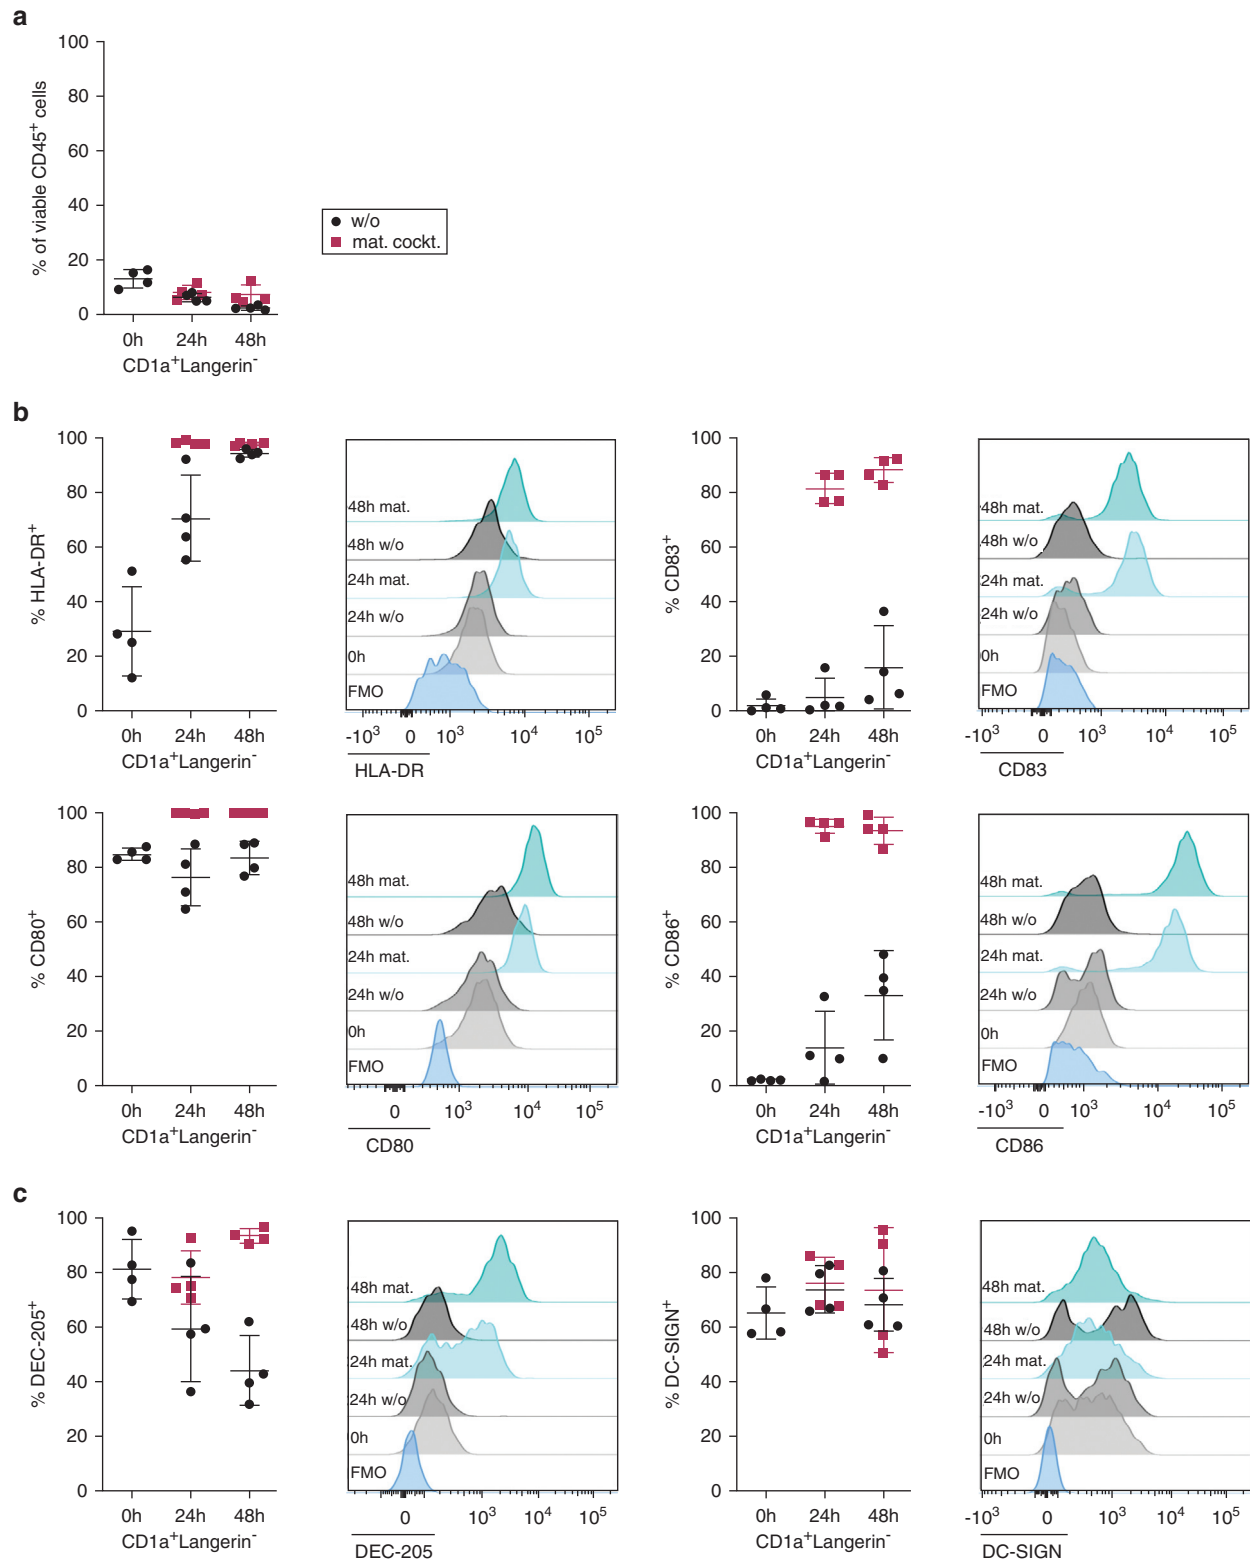 a
100
80
60
40
20
0
% of viable CD45⁺ cells
0h 24h 48h
CD1a⁺Langerin⁻
w/o
mat. cockt.
b
100
80
60
40
20
0
% HLA-DR⁺
0h 24h 48h
CD1a⁺Langerin⁻
48h mat.
48h w/o
24h mat.
24h w/o
0h
FMO
-10³ 0 10³ 10⁴ 10⁵
HLA-DR
100
80
60
40
20
0
% CD83⁺
0h 24h 48h
CD1a⁺Langerin⁻
48h mat.
48h w/o
24h mat.
24h w/o
0h
FMO
-10³ 0 10³ 10⁴ 10⁵
CD83
100
80
60
40
20
0
% CD80⁺
0h 24h 48h
CD1a⁺Langerin⁻
48h mat.
48h w/o
24h mat.
24h w/o
0h
FMO
0 10³ 10⁴ 10⁵
CD80
100
80
60
40
20
0
% CD86⁺
0h 24h 48h
CD1a⁺Langerin⁻
48h mat.
48h w/o
24h mat.
24h w/o
0h
FMO
-10³ 0 10³ 10⁴ 10⁵
CD86
c
100
80
60
40
20
0
% DEC-205⁺
0h 24h 48h
CD1a⁺Langerin⁻
48h mat.
48h w/o
24h mat.
24h w/o
0h
FMO
0 10³ 10⁴ 10⁵
DEC-205
100
80
60
40
20
0
% DC-SIGN⁺
0h 24h 48h
CD1a⁺Langerin⁻
48h mat.
48h w/o
24h mat.
24h w/o
0h
FMO
-10³ 0 10³ 10⁴ 10⁵
DC-SIGN